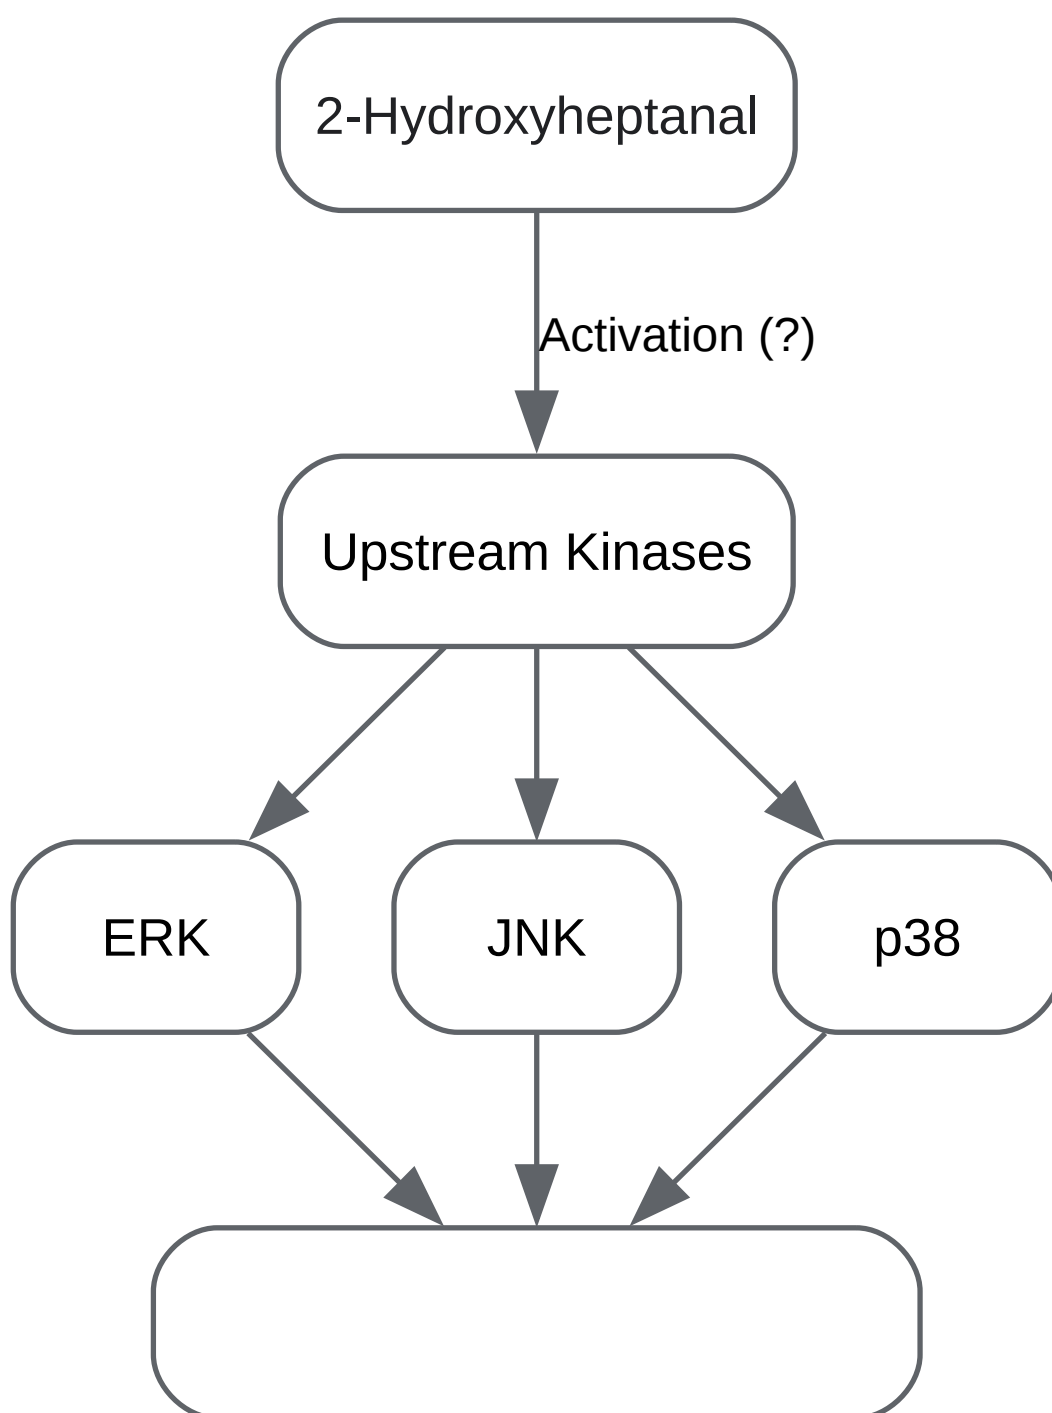 2-Hydroxyheptanal
Activation (?)
Upstream Kinases
ERK
JNK
p38